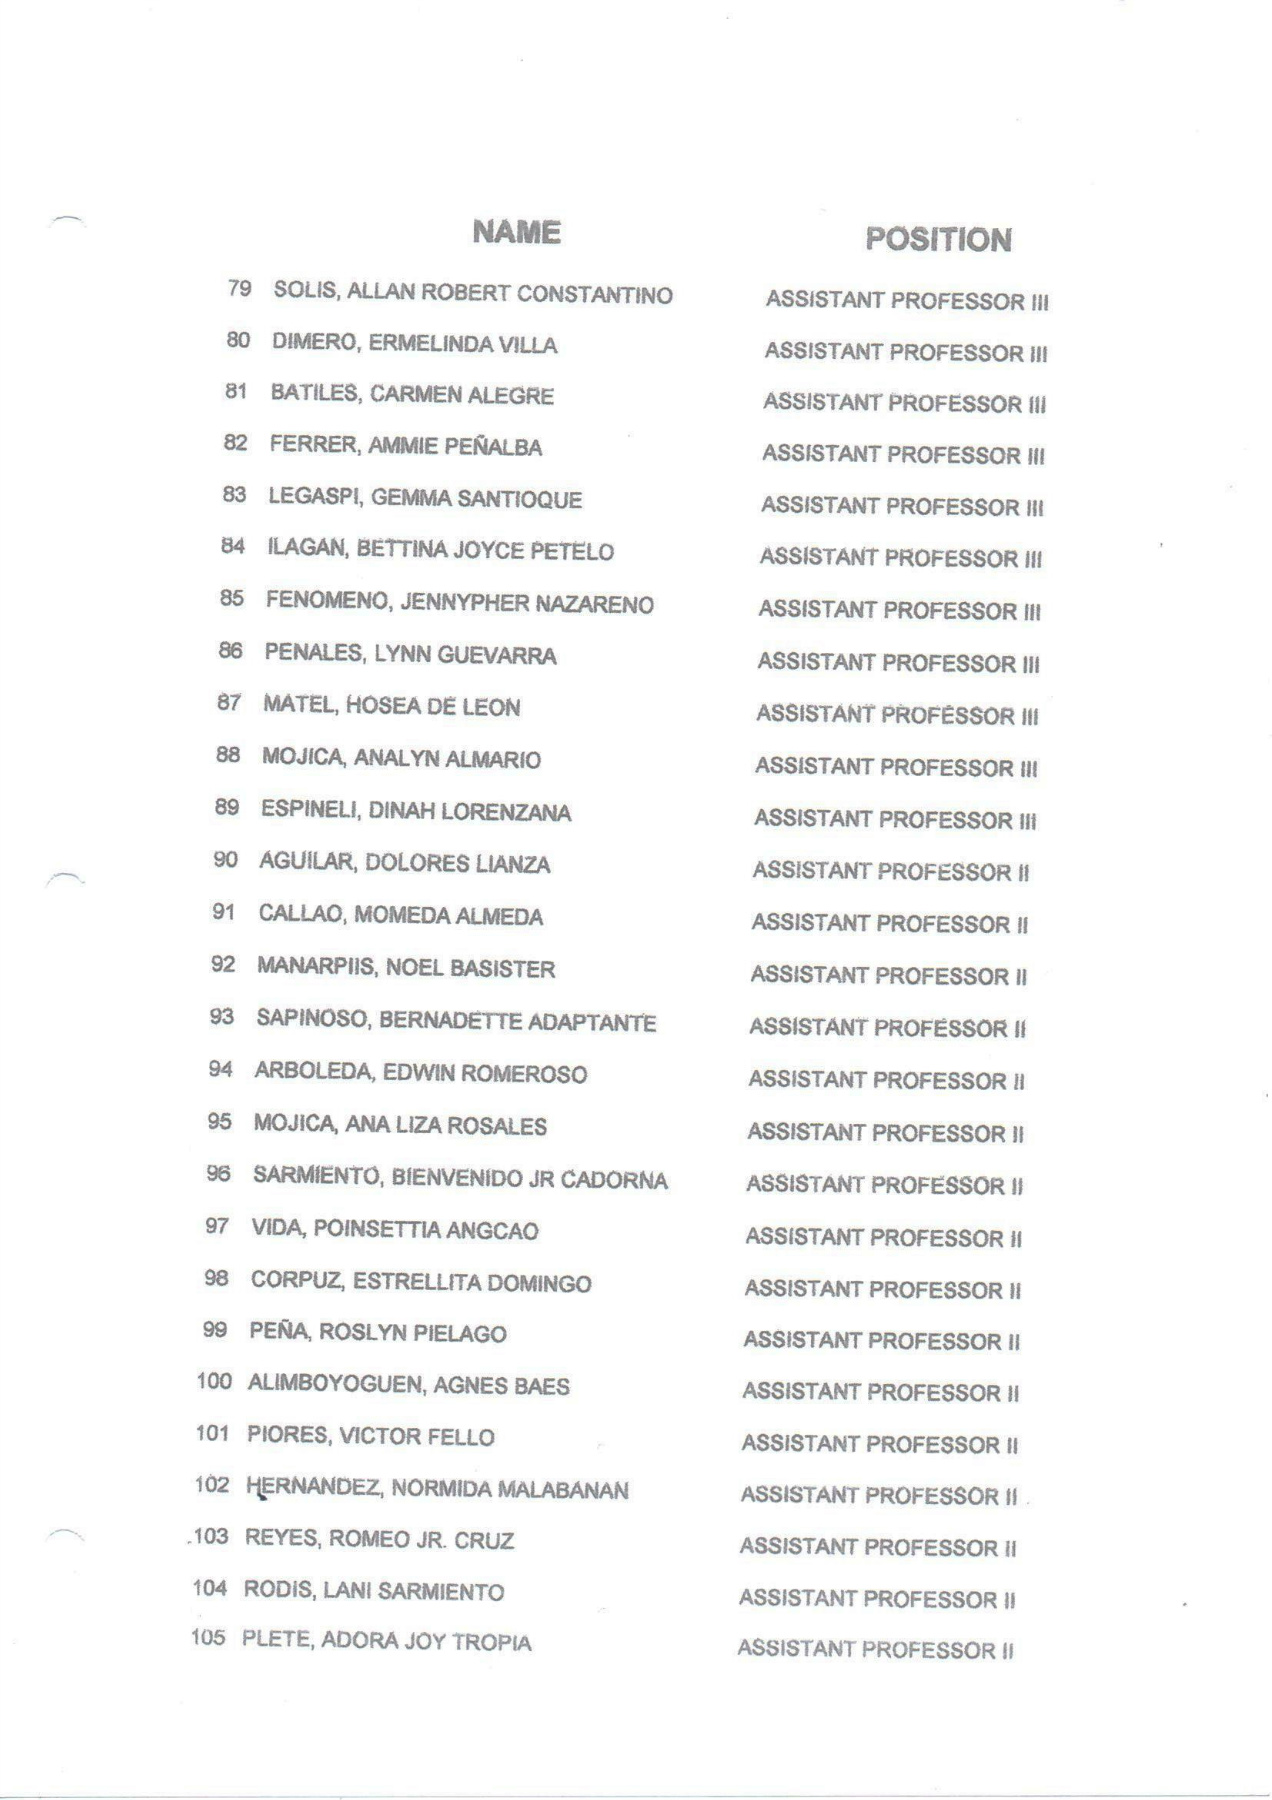 NAME POSITION
79 SOLIS, ALLAN ROBERT CONSTANTINO ASSISTANT PROFESSOR III
80 DIMERO, ERMELINDA VILLA ASSISTANT PROFESSOR III
81 BATILES, CARMEN ALEGRE ASSISTANT PROFESSOR III
82 FERRER, AMMIE PEÑALBA ASSISTANT PROFESSOR III
83 LEGASPI, GEMMA SANTIOQUE ASSISTANT PROFESSOR III
84 ILAGAN, BETTINA JOYCE PETELO ASSISTANT PROFESSOR III
85 FENOMENO, JENNYPHER NAZARENO ASSISTANT PROFESSOR III
86 PENALES, LYNN GUEVARRA ASSISTANT PROFESSOR III
87 MATEL, HOSEA DE LEON ASSISTANT PROFESSOR III
88 MOJICA, ANALYN ALMARIO ASSISTANT PROFESSOR III
89 ESPINELI, DINAH LORENZANA ASSISTANT PROFESSOR III
90 AGUILAR, DOLORES LIANZA ASSISTANT PROFESSOR II
91 CALLAO, MOMEDA ALMEDA ASSISTANT PROFESSOR II
92 MANARPIIS, NOEL BASISTER ASSISTANT PROFESSOR II
93 SAPINOSO, BERNADETTE ADAPTANTE ASSISTANT PROFESSOR II
94 ARBOLEDA, EDWIN ROMEROSO ASSISTANT PROFESSOR II
95 MOJICA, ANA LIZA ROSALES ASSISTANT PROFESSOR II
96 SARMIENTO, BIENVENIDO JR CADORNA ASSISTANT PROFESSOR II
97 VIDA, POINSETTIA ANGCAO ASSISTANT PROFESSOR II
98 CORPUZ, ESTRELLITA DOMINGO ASSISTANT PROFESSOR II
99 PEÑA, ROSLYN PIELAGO ASSISTANT PROFESSOR II
100 ALIMBOYOGUEN, AGNES BAES ASSISTANT PROFESSOR II
101 PIORES, VICTOR FELLO ASSISTANT PROFESSOR II
102 HERNANDEZ, NORMIDA MALABANAN ASSISTANT PROFESSOR II
103 REYES, ROMEO JR. CRUZ ASSISTANT PROFESSOR II
104 RODIS, LANI SARMIENTO ASSISTANT PROFESSOR II
105 PLETE, ADORA JOY TROPIA ASSISTANT PROFESSOR II